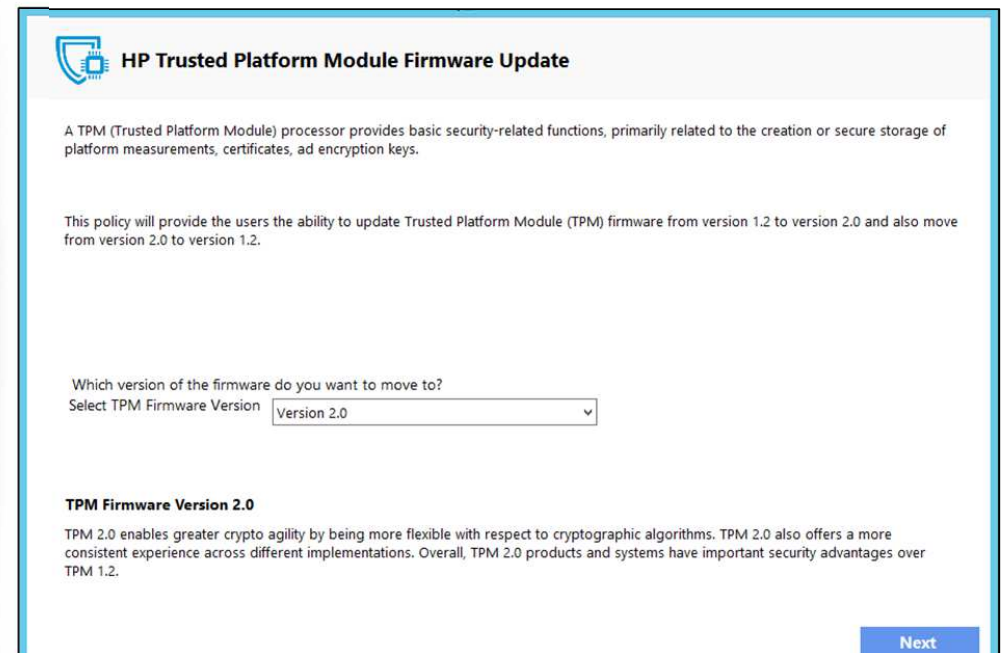 HP Trusted Platform Module Firmware Update
A TPM (Trusted Platform Module) processor provides basic security-related functions, primarily related to the creation or secure storage of
platform measurements, certificates, ad encryption keys.
This policy will provide the users the ability to update Trusted Platform Module (TPM) firmware from version 1.2 to version 2.0 and also move
from version 2.0 to version 1.2.
Which version of the firmware do you want to move to?
Select TPM Firmware Version Version 2.0
TPM Firmware Version 2.0
TPM 2.0 enables greater crypto agility by being more flexible with respect to cryptographic algorithms. TPM 2.0 also offers a more
consistent experience across different implementations. Overall, TPM 2.0 products and systems have important security advantages over
TPM 1.2.
Next